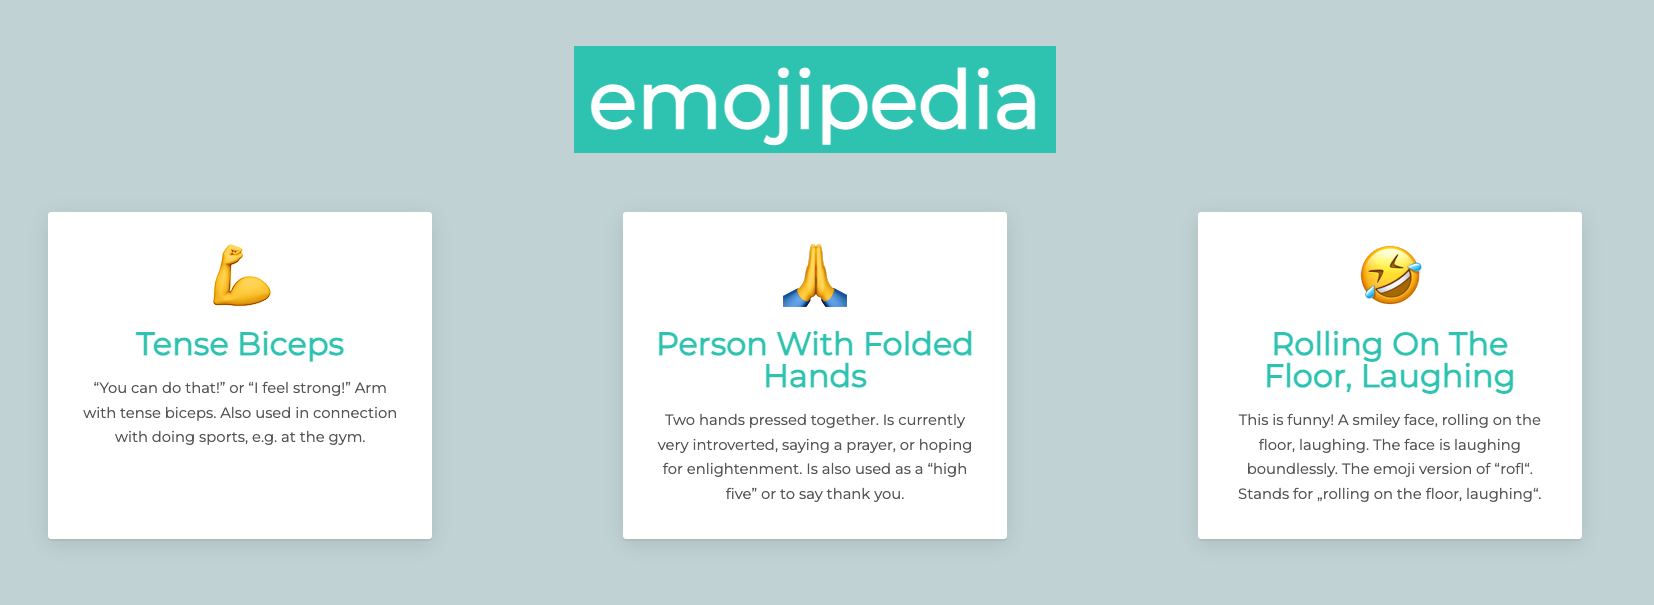 emojipedia
Tense Biceps
“You can do that!” or “I feel strong!” Arm
with tense biceps. Also used in connection
with doing sports, e.g. at the gym.
Person With Folded
Hands
Two hands pressed together. Is currently
very introverted, saying a prayer, or hoping
for enlightenment. Is also used as a “high
five” or to say thank you.
Rolling On The
Floor, Laughing
This is funny! A smiley face, rolling on the
floor, laughing. The face is laughing
boundlessly. The emoji version of “rofl“.
Stands for „rolling on the floor, laughing“.